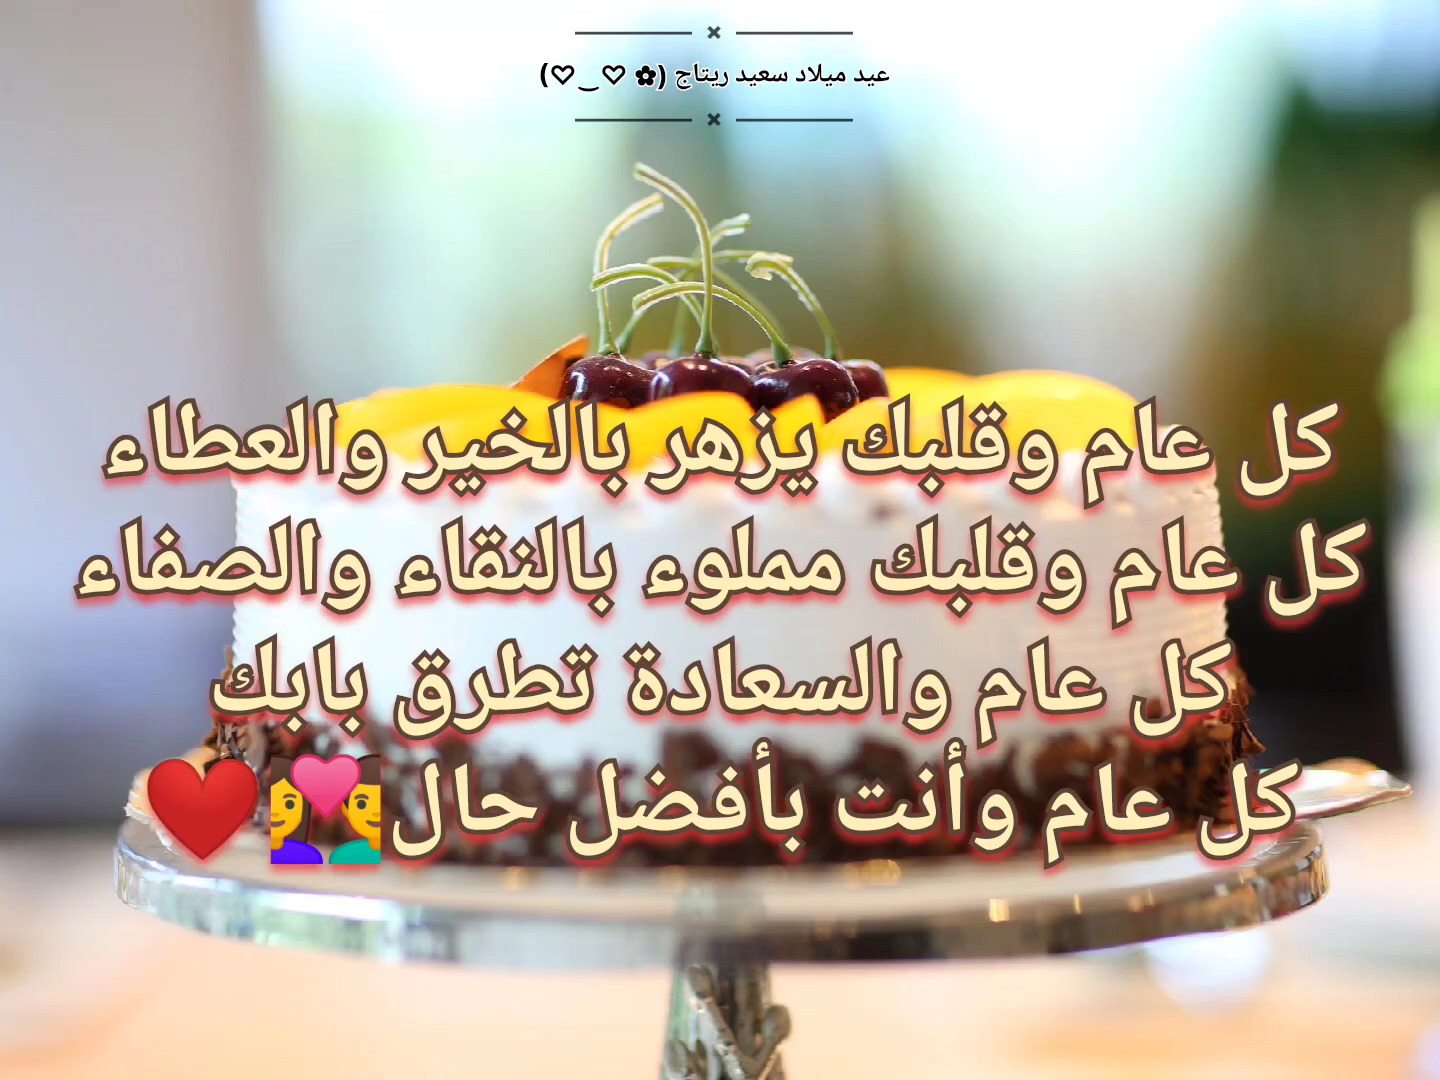 عيد ميلاد سعيد ريتاج (✿ ♡‿♡)
كل عام وقلبك يزهر بالخير والعطاء
كل عام وقلبك مملوء بالنقاء والصفاء
كل عام والسعادة تطرق بابك
كل عام وأنت بأفضل حال💑❤️